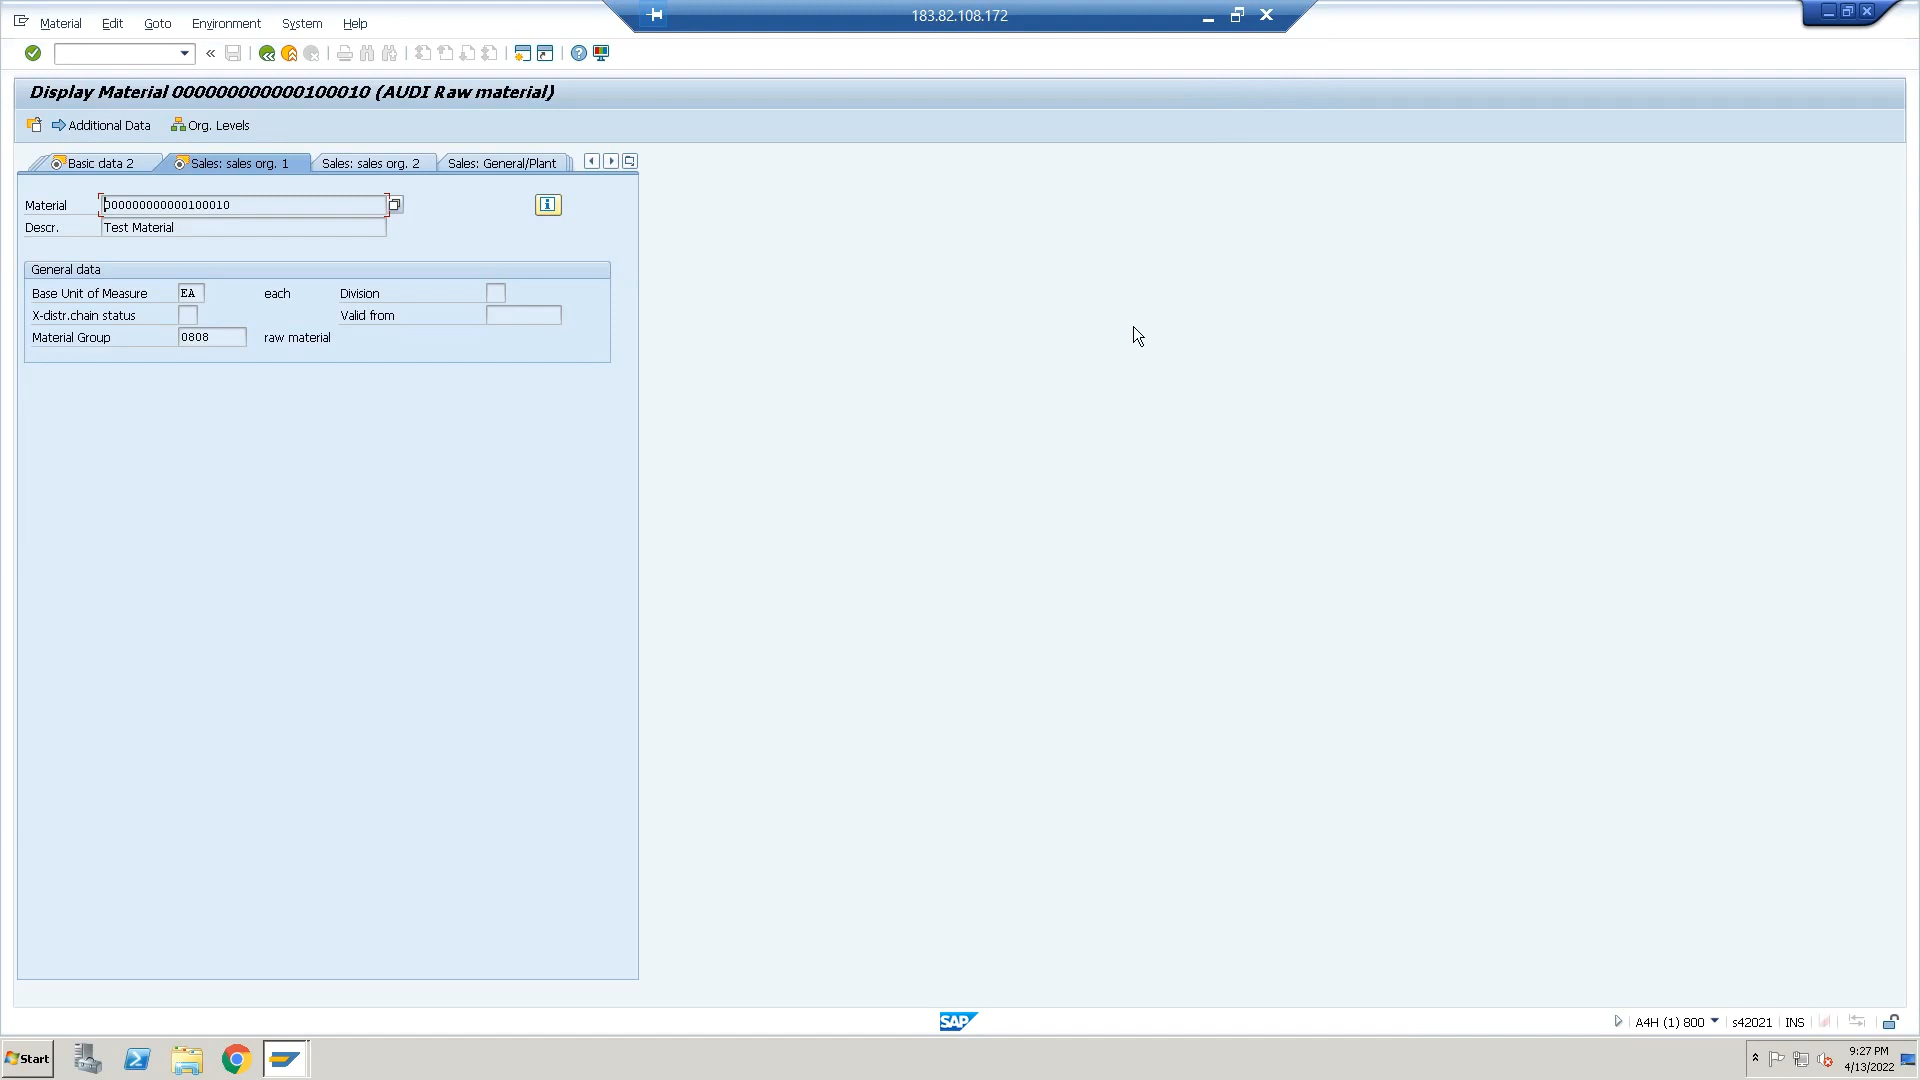 183.82.108.172
Material Edit Goto Environment System Help
Display Material 000000000000100010 (AUDI Raw material)
Additional Data Org. Levels
Basic data 2 Sales: sales org. 1 Sales: sales org. 2 Sales: General/Plant
Material 000000000000100010
Descr. Test Material
General data
Base Unit of Measure EA each Division
X-distr.chain status Valid from
Material Group 0808 raw material
SAP
A4H (1) 800 s42021 INS
Start
9:27 PM
4/13/2022